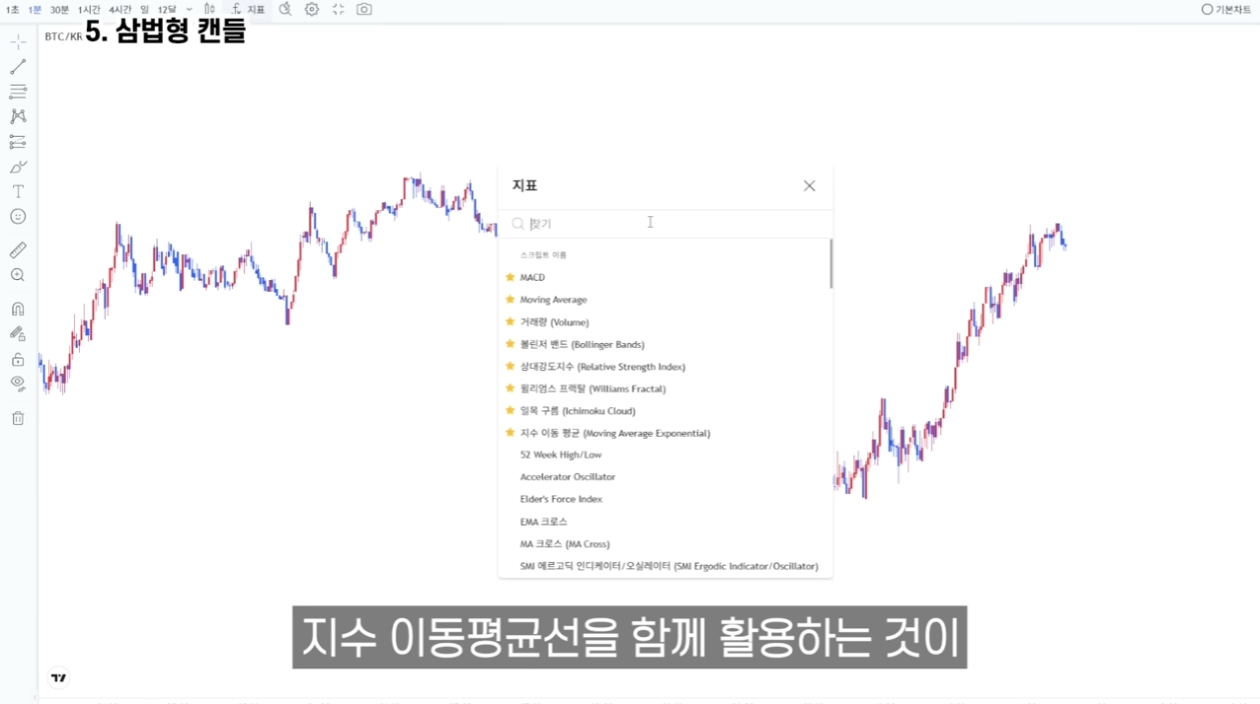 1초 1분 30분 1시간 4시간 일 12달 지표 기본차트
BTC/KR
5. 삼법형 캔들
지표
찾기
스크립트 이름
MACD
Moving Average
거래량 (Volume)
볼린저 밴드 (Bollinger Bands)
상대강도지수 (Relative Strength Index)
윌리엄스 프랙탈 (Williams Fractal)
일목 구름 (Ichimoku Cloud)
지수 이동 평균 (Moving Average Exponential)
52 Week High/Low
Accelerator Oscillator
Elder's Force Index
EMA 크로스
MA 크로스 (MA Cross)
SMI 에르고딕 인디케이터/오실레이터 (SMI Ergodic Indicator/Oscillator)
지수 이동평균선을 함께 활용하는 것이